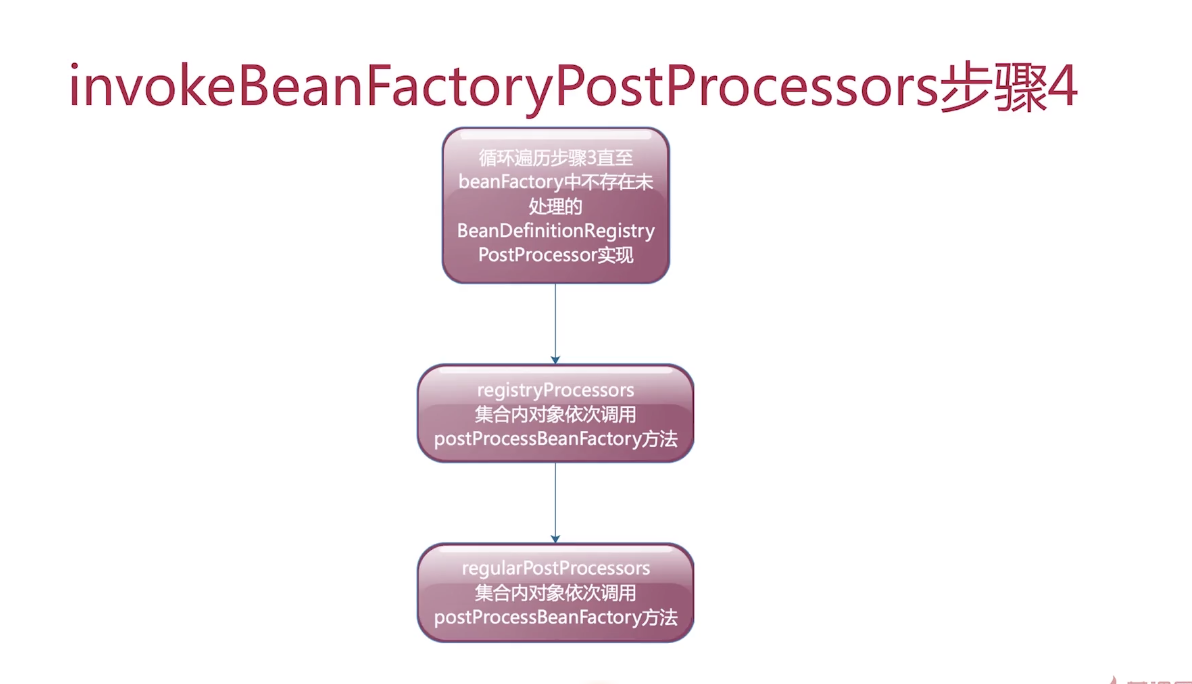 invokeBeanFactoryPostProcessors步骤4
循环遍历步骤3直至
beanFactory中不存在未
处理的
BeanDefinitionRegistry
PostProcessor实现
registryProcessors
集合内对象依次调用
postProcessBeanFactory方法
regularPostProcessors
集合内对象依次调用
postProcessBeanFactory方法